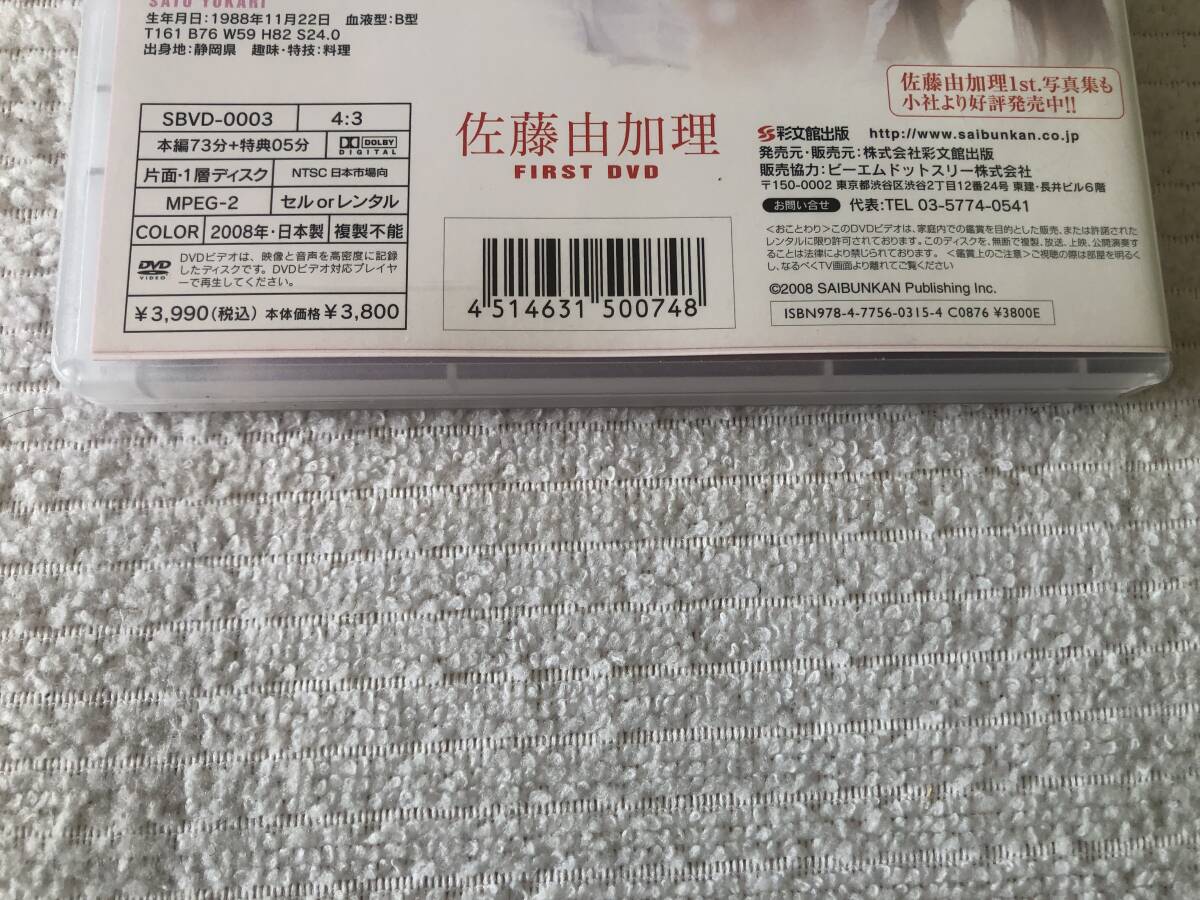 SATO YUKARI
生年月日:1988年11月22日 血液型:B型
T161 B76 W59 H82 S24.0
出身地:静岡県 趣味・特技:料理
SBVD-0003 4:3
本編73分+特典05分 DOLBY DIGITAL
片面・1層ディスク NTSC 日本市場向
MPEG-2 セル or レンタル
COLOR 2008年・日本製 複製不能
DVD VIDEO
DVDビデオは、映像と音声を高密度に記録
したディスクです。DVDビデオ対応プレイヤ
ーで再生してください。
¥3,990(税込) 本体価格¥3,800
佐藤由加理
FIRST DVD
4 514631 500748
佐藤由加理1st.写真集も
小社より好評発売中!!
彩文館出版 http://www.saibunkan.co.jp
発売元・販売元:株式会社彩文館出版
販売協力:ビーエムドットスリー株式会社
〒150-0002 東京都渋谷区渋谷2丁目12番24号 東建・長井ビル6階
お問い合せ 代表:TEL 03-5774-0541
<おことわり>このDVDビデオは、家庭内での鑑賞を目的とした販売、または許諾された
レンタルに限り許可されております。このディスクを、無断で複製、放送、上映、公開演奏す
ることは法律により禁じられております。<鑑賞上のご注意>ご視聴の際は部屋を明るく
し、なるべくTV画面より離れてご覧ください
©2008 SAIBUNKAN Publishing Inc.
ISBN978-4-7756-0315-4 C0876 ¥3800E